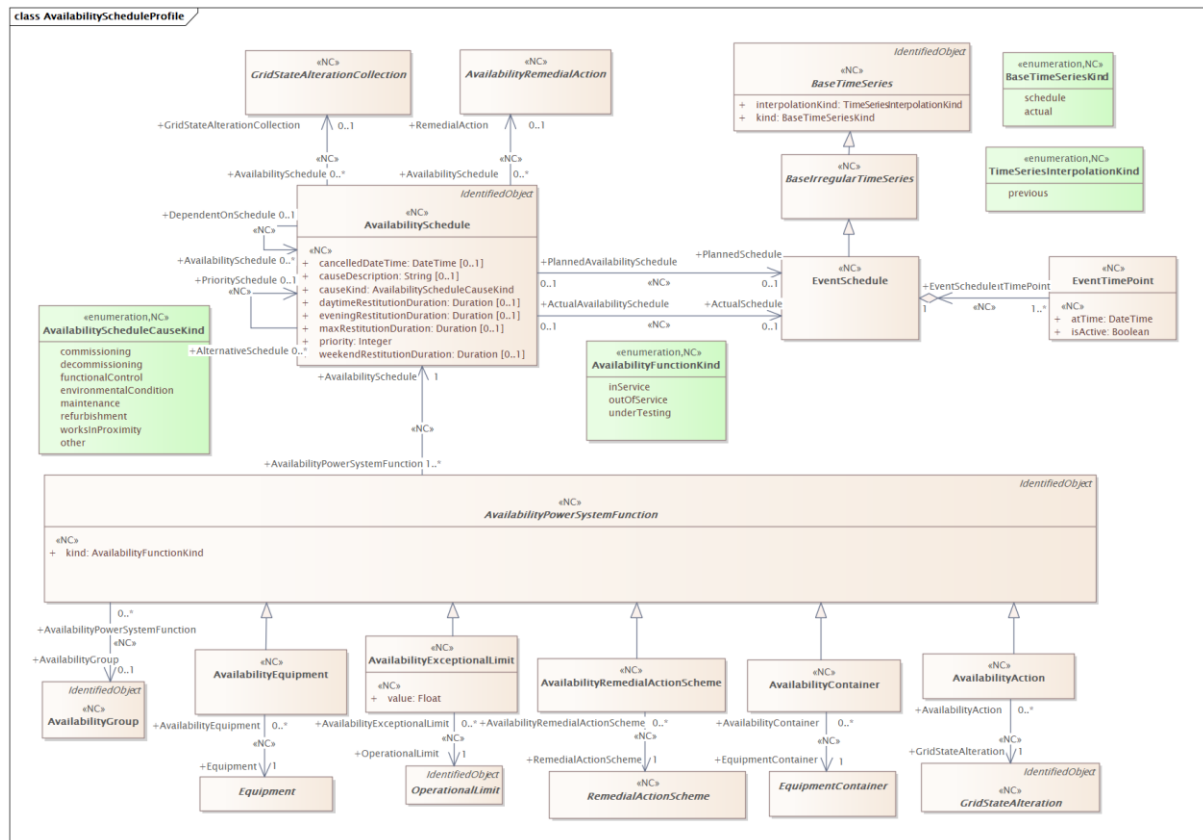 class AvailabilityScheduleProfile
«NC»
GridStateAlterationCollection
«NC»
AvailabilityRemedialAction
IdentifiedObject
«NC»
BaseTimeSeries
+ interpolationKind: TimeSeriesInterpolationKind
+ kind: BaseTimeSeriesKind
«enumeration,NC»
BaseTimeSeriesKind
schedule
actual
+GridStateAlterationCollection 0..1
+RemedialAction 0..1
«NC»
«NC»
+AvailabilitySchedule 0..*
+AvailabilitySchedule 0..*
«NC»
BaseIrregularTimeSeries
«enumeration,NC»
TimeSeriesInterpolationKind
previous
IdentifiedObject
«NC»
AvailabilitySchedule
«NC»
+ cancelledDateTime: DateTime [0..1]
+ causeDescription: String [0..1]
+ causeKind: AvailabilityScheduleCauseKind
+ daytimeRestitutionDuration: Duration [0..1]
+ eveningRestitutionDuration: Duration [0..1]
+ maxRestitutionDuration: Duration [0..1]
+ priority: Integer
+ weekendRestitutionDuration: Duration [0..1]
+DependentOnSchedule 0..1
«NC»
+AvailabilitySchedule 0..*
+PrioritySchedule 0..1
«NC»
+AlternativeSchedule 0..*
+PlannedAvailabilitySchedule
0..1
«NC»
+PlannedSchedule
0..1
+ActualAvailabilitySchedule
0..1
«NC»
+ActualSchedule
0..1
«NC»
EventSchedule
+EventSchedulestTimePoint
1
«NC»
1..*
«NC»
EventTimePoint
«NC»
+ atTime: DateTime
+ isActive: Boolean
«enumeration,NC»
AvailabilityScheduleCauseKind
commissioning
decommissioning
functionalControl
environmentalCondition
maintenance
refurbishment
worksInProximity
other
«enumeration,NC»
AvailabilityFunctionKind
inService
outOfService
underTesting
+AvailabilitySchedule 1
«NC»
+AvailabilityPowerSystemFunction 1..*
IdentifiedObject
«NC»
AvailabilityPowerSystemFunction
«NC»
+ kind: AvailabilityFunctionKind
0..*
+AvailabilityPowerSystemFunction
«NC»
+AvailabilityGroup
0..1
IdentifiedObject
«NC»
AvailabilityGroup
«NC»
AvailabilityEquipment
«NC»
AvailabilityExceptionalLimit
«NC»
+ value: Float
«NC»
AvailabilityRemedialActionScheme
«NC»
AvailabilityContainer
«NC»
AvailabilityAction
+AvailabilityEquipment 0..*
«NC»
+Equipment 1
+AvailabilityExceptionalLimit 0..*
«NC»
+OperationalLimit 1
+AvailabilityRemedialActionScheme 0..*
«NC»
+RemedialActionScheme 1
+AvailabilityContainer 0..*
«NC»
+EquipmentContainer 1
+AvailabilityAction
0..*
«NC»
+GridStateAlteration 1
Equipment
IdentifiedObject
OperationalLimit
«NC»
RemedialActionScheme
EquipmentContainer
IdentifiedObject
«NC»
GridStateAlteration